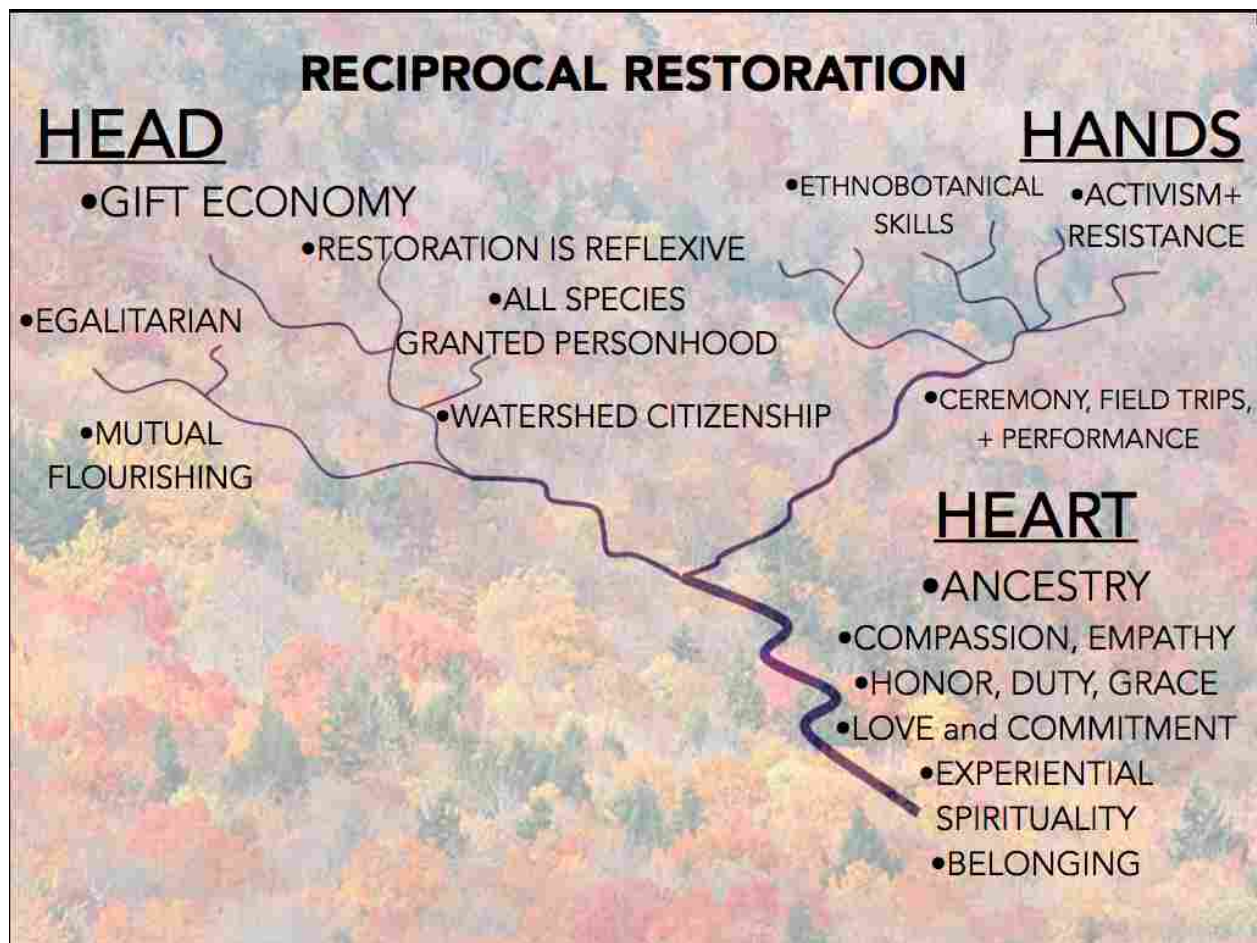 RECIPROCAL RESTORATION
HEAD
•GIFT ECONOMY
•RESTORATION IS REFLEXIVE
•EGALITARIAN
•ALL SPECIES
GRANTED PERSONHOOD
•WATERSHED CITIZENSHIP
•MUTUAL
FLOURISHING
HANDS
•ETHNOBOTANICAL
SKILLS
•ACTIVISM+
RESISTANCE
•CEREMONY, FIELD TRIPS,
+ PERFORMANCE
HEART
•ANCESTRY
•COMPASSION, EMPATHY
•HONOR, DUTY, GRACE
•LOVE and COMMITMENT
•EXPERIENTIAL
SPIRITUALITY
•BELONGING